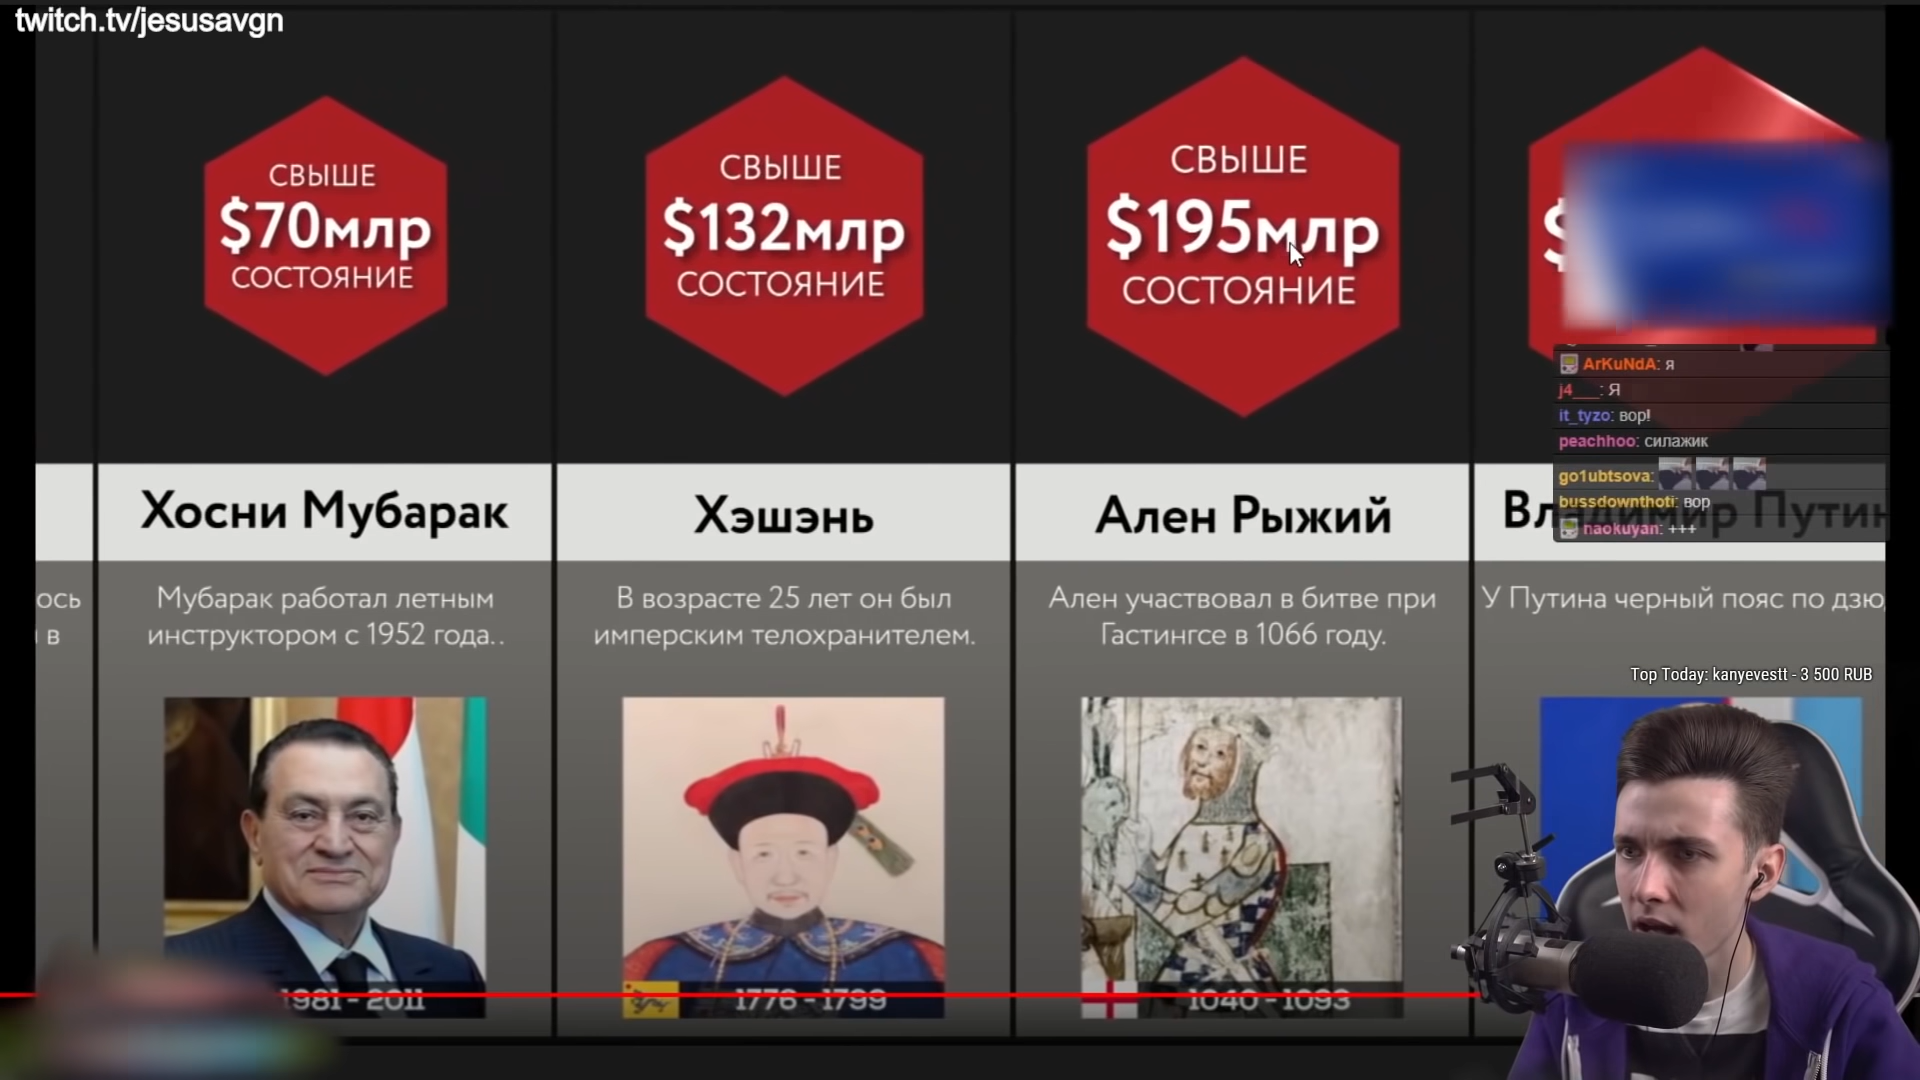 twitch.tv/jesusavgn
СВЫШЕ
$70млр
СОСТОЯНИЕ
СВЫШЕ
$132млр
СОСТОЯНИЕ
СВЫШЕ
$195млр
СОСТОЯНИЕ
$
ArKuNdA: я
j4___: Я
it_tyzo: вор!
peachhoo: силажик
go1ubtsova:
bussdownthoti: вор
naokuyan: +++
Хосни Мубарак
Хэшэнь
Ален Рыжий
Владимир Путин
ось
в
Мубарак работал летным
инструктором с 1952 года..
В возрасте 25 лет он был
имперским телохранителем.
Ален участвовал в битве при
Гастингсе в 1066 году.
У Путина черный пояс по дзю
Top Today: kanyevestt - 3 500 RUB
1981 - 2011
1776 - 1799
1040 - 1093